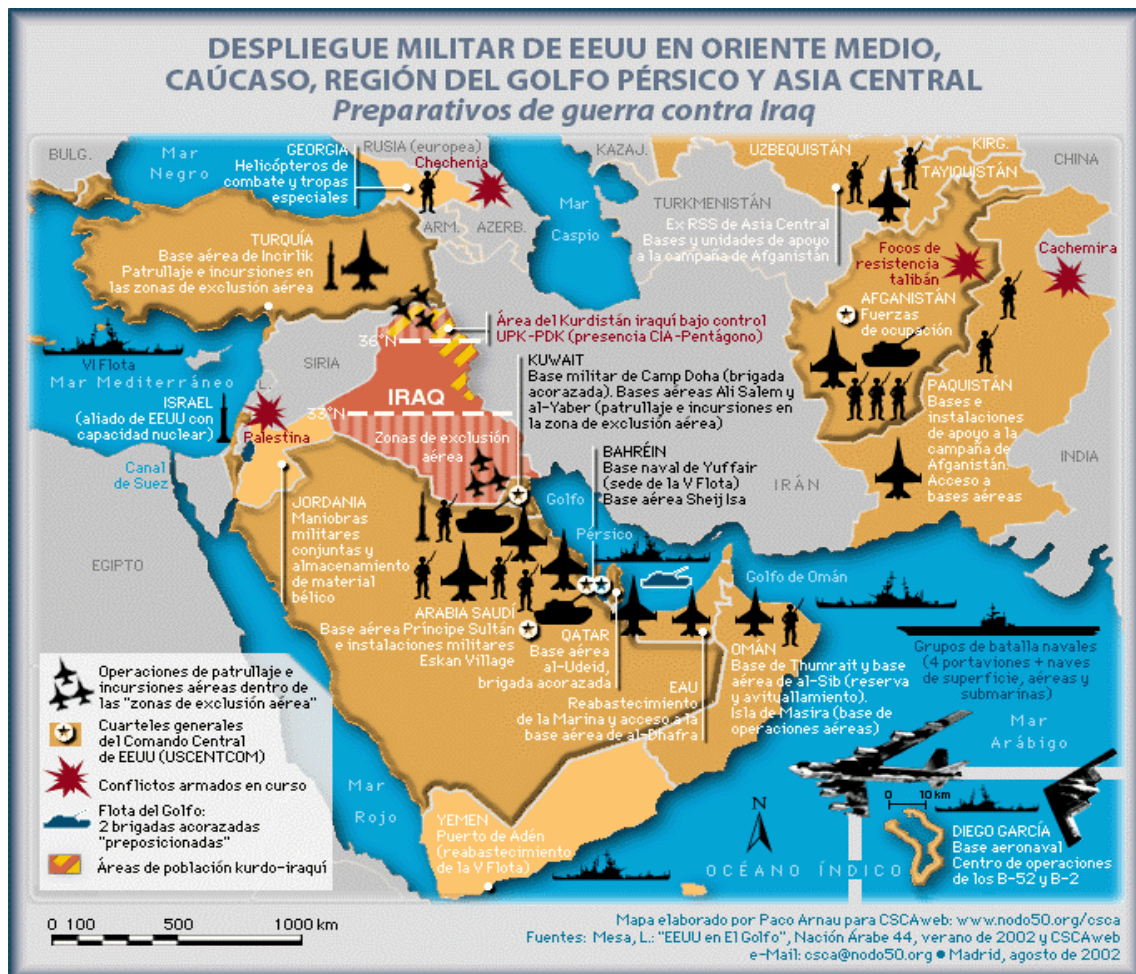 DESPLIEGUE MILITAR DE EEUU EN ORIENTE MEDIO,
CAÚCASO, REGIÓN DEL GOLFO PÉRSICO Y ASIA CENTRAL
Preparativos de guerra contra Iraq
BULG.
Mar
Negro
GEORGIA
Helicópteros de
combate y tropas
especiales
RUSIA (europea)
Chechenia
KAZAJ.
UZBEQUISTÁN
KIRG.
TAYIQUISTÁN
CHINA
TURKMENISTÁN
ARM.
AZERB.
Mar
Caspio
Ex RSS de Asia Central
Bases y unidades de apoyo
a la campaña de Afganistán
Focos de
resistencia
talibán
Cachemira
TURQUÍA
Base aérea de Incirlik
Patrullaje e incursiones en
las zonas de exclusión aérea
AFGANISTÁN
Fuerzas
de ocupación
Área del Kurdistán iraquí bajo control
UPK-PDK (presencia CIA-Pentágono)
36°N
VI Flota
Mar Mediterráneo
SIRIA
L.
ISRAEL
(aliado de EEUU con
capacidad nuclear)
Palestina
IRAQ
33°N
Zonas de exclusión
aérea
KUWAIT
Base militar de Camp Doha (brigada
acorazada). Bases aéreas Ali Salem y
al-Yaber (patrullaje e incursiones en
la zona de exclusión aérea)
PAQUISTÁN
Bases e
instalaciones
de apoyo a la
campaña de
Afganistán.
Acceso a
bases aéreas
INDIA
Canal
de Suez
BAHRÉIN
Base naval de Yuffair
(sede de la V Flota)
Base aérea Sheij Isa
IRÁN
Golfo
Pérsico
JORDANIA
Maniobras
militares
conjuntas y
almacenamiento
de material
bélico
EGIPTO
Golfo de Omán
ARABIA SAUDÍ
Base aérea Príncipe Sultán
e instalaciones militares
Eskan Village
QATAR
Base aérea
al-Udeid,
brigada acorazada
EAU
Reabastecimiento
de la Marina y acceso a la
base aérea de al-Dhafra
OMÁN
Base de Thumrait y base
aérea de al-Sib (reserva
y avituallamiento).
Isla de Masira (base de
operaciones aéreas)
Grupos de batalla navales
(4 portaviones + naves
de superficie, aéreas y
submarinas)
Mar
Arábigo
Operaciones de patrullaje e
incursiones aéreas dentro de
las "zonas de exclusión aérea"
Cuarteles generales
del Comando Central
de EEUU (USCENTCOM)
Conflictos armados en curso
Flota del Golfo:
2 brigadas acorazadas
"preposicionadas"
Áreas de población kurdo-iraquí
Mar
Rojo
YEMEN
Puerto de Adén
(reabastecimiento
de la V Flota)
N
OCÉANO ÍNDICO
0 10 km
DIEGO GARCÍA
Base aeronaval
Centro de operaciones
de los B-52 y B-2
0 100 500 1000 km
Mapa elaborado por Paco Arnau para CSCAweb: www.nodo50.org/csca
Fuentes: Mesa, L.: "EEUU en El Golfo", Nación Árabe 44, verano de 2002 y CSCAweb
e-Mail: csca@nodo50.org ● Madrid, agosto de 2002